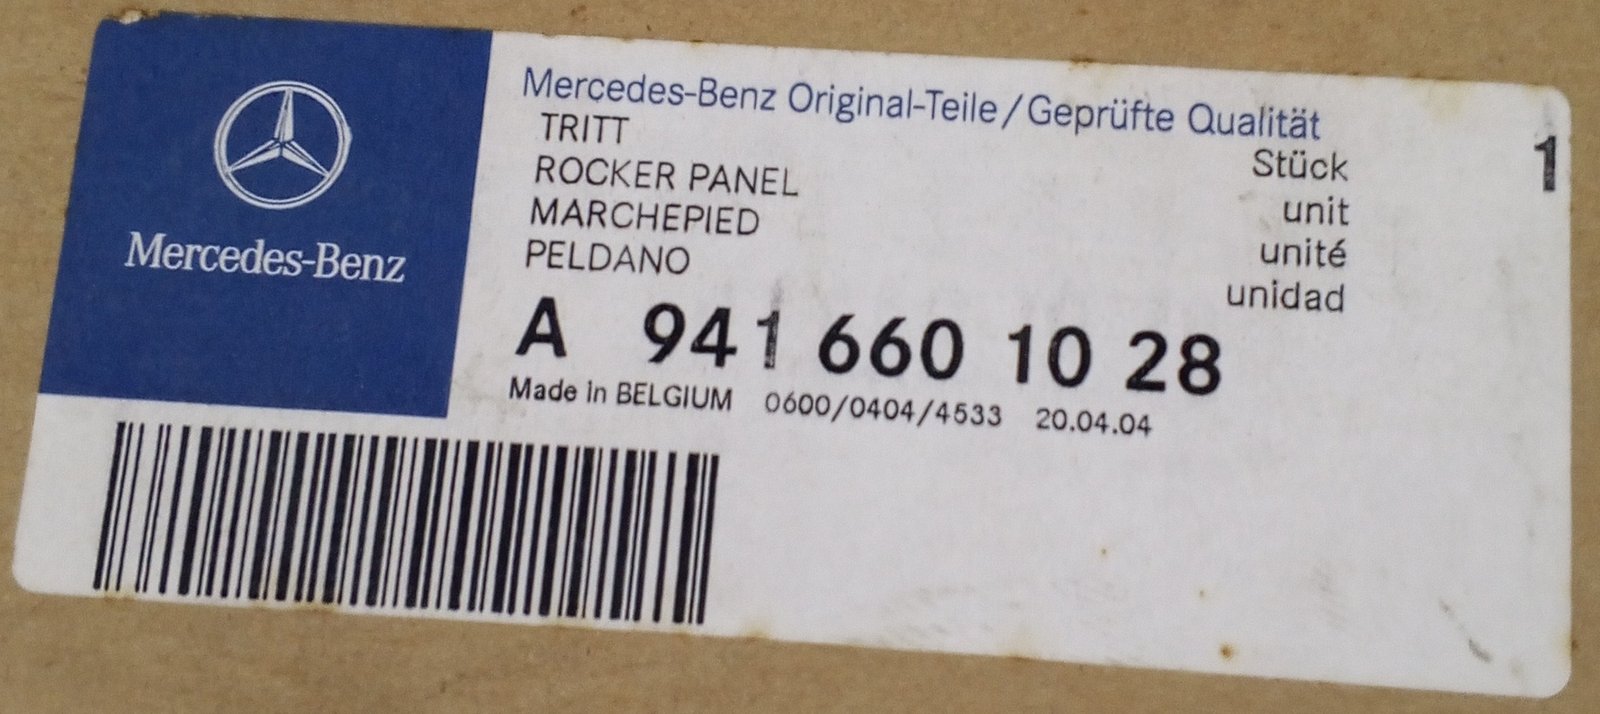 Mercedes-Benz
Mercedes-Benz Original-Teile/Geprüfte Qualität
TRITT
ROCKER PANEL
MARCHEPIED
PELDANO
Stück 1
unit
unité
unidad
A 941 660 10 28
Made in BELGIUM 0600/0404/4533 20.04.04